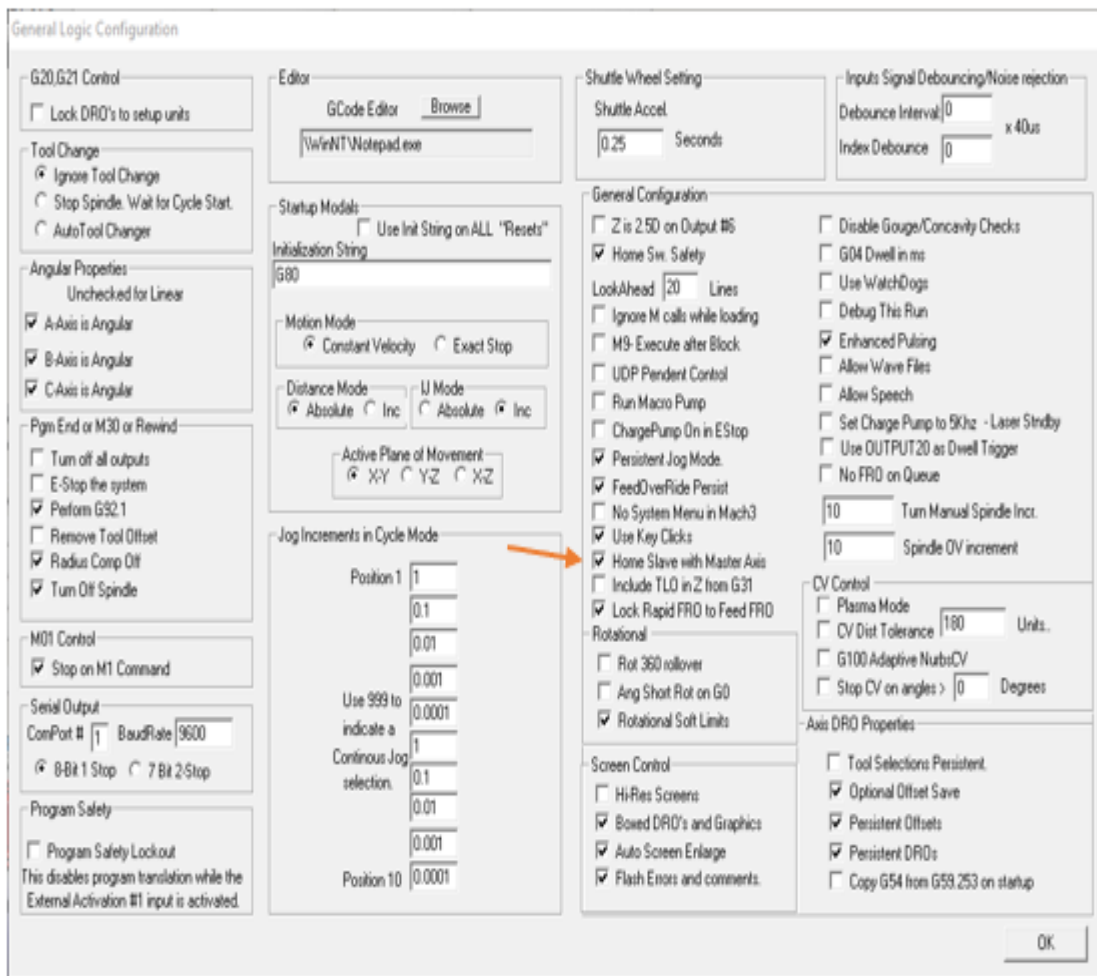 General Logic Configuration
G20,G21 Control
Lock DRO's to setup units
Tool Change
Ignore Tool Change
Stop Spindle. Wait for Cycle Start.
AutoTool Changer
Angular Properties
Unchecked for Linear
A-Axis is Angular
B-Axis is Angular
C-Axis is Angular
Pgm End or M30 or Rewind
Turn off all outputs
E-Stop the system
Perform G92.1
Remove Tool Offset
Radius Comp Off
Turn Off Spindle
M01 Control
Stop on M1 Command
Serial Output
ComPort # 1 BaudRate 9600
8-Bit 1 Stop 7 Bit 2-Stop
Program Safety
Program Safety Lockout
This disables program translation while the
External Activation #1 input is activated.
Editor
GCode Editor Browse
\WinNT\Notepad.exe
Startup Modals
Use Init String on ALL "Resets"
Initialization String
G80
Motion Mode
Constant Velocity Exact Stop
Distance Mode
Absolute Inc
IJ Mode
Absolute Inc
Active Plane of Movement
X-Y Y-Z X-Z
Jog Increments in Cycle Mode
Position 1 1
0.1
0.01
0.001
Use 999 to
indicate a
Continous Jog
selection.
0.0001
1
0.1
0.01
0.001
Position 10 0.0001
Shuttle Wheel Setting
Shuttle Accel.
0.25 Seconds
Inputs Signal Debouncing/Noise rejection
Debounce Interval: 0
x 40us
Index Debounce 0
General Configuration
Z is 2.5D on Output #6
Home Sw. Safety
LookAhead 20 Lines
Ignore M calls while loading
M9- Execute after Block
UDP Pendent Control
Run Macro Pump
ChargePump On in EStop
Persistent Jog Mode.
FeedOverRide Persist
No System Menu in Mach3
Use Key Clicks
Home Slave with Master Axis
Include TLO in Z from G31
Lock Rapid FRO to Feed FRO
Disable Gouge/Concavity Checks
G04 Dwell in ms
Use WatchDogs
Debug This Run
Enhanced Pulsing
Allow Wave Files
Allow Speech
Set Charge Pump to 5Khz - Laser Stndby
Use OUTPUT20 as Dwell Trigger
No FRO on Queue
10 Turn Manual Spindle Incr.
10 Spindle OV increment
Rotational
Rot 360 rollover
Ang Short Rot on G0
Rotational Soft Limits
Screen Control
Hi-Res Screens
Boxed DRO's and Graphics
Auto Screen Enlarge
Flash Errors and comments.
CV Control
Plasma Mode
CV Dist Tolerance 180 Units..
G100 Adaptive NurbsCV
Stop CV on angles > 0 Degrees
Axis DRO Properties
Tool Selections Persistent.
Optional Offset Save
Persistent Offsets
Persistent DROs
Copy G54 from G59.253 on startup
OK